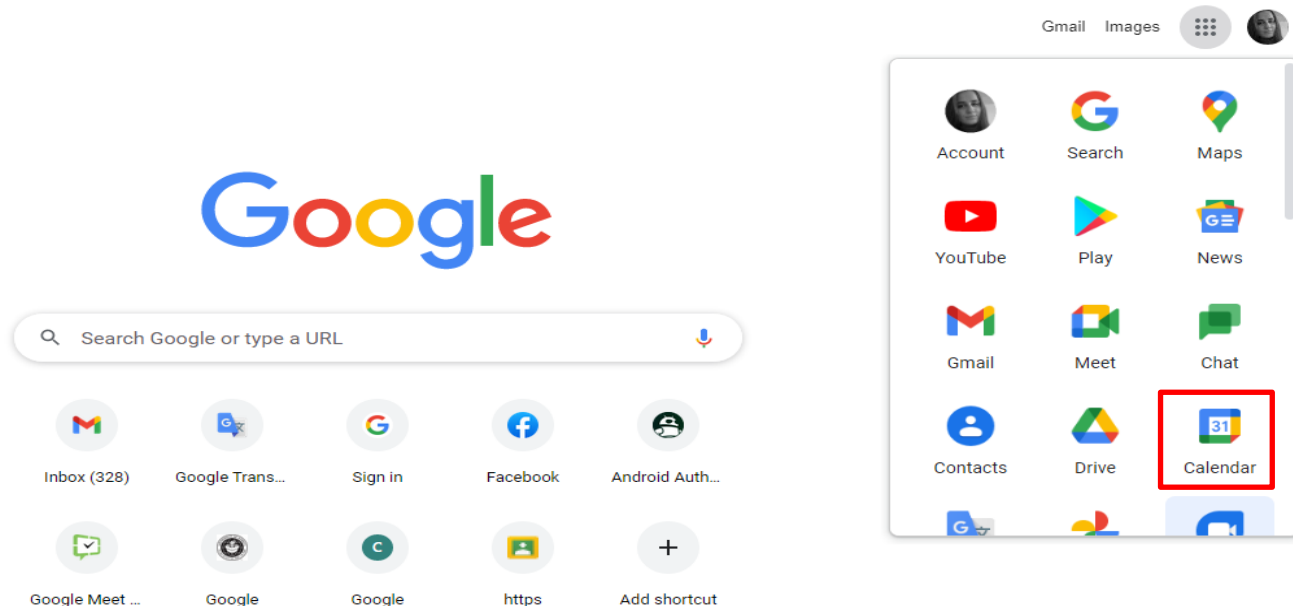 Gmail Images
Google
Search Google or type a URL
Inbox (328) Google Trans... Sign in Facebook Android Auth...
C
Google Meet ... Google Google https Add shortcut
Account Search Maps
YouTube Play News
Gmail Meet Chat
31
Contacts Drive Calendar